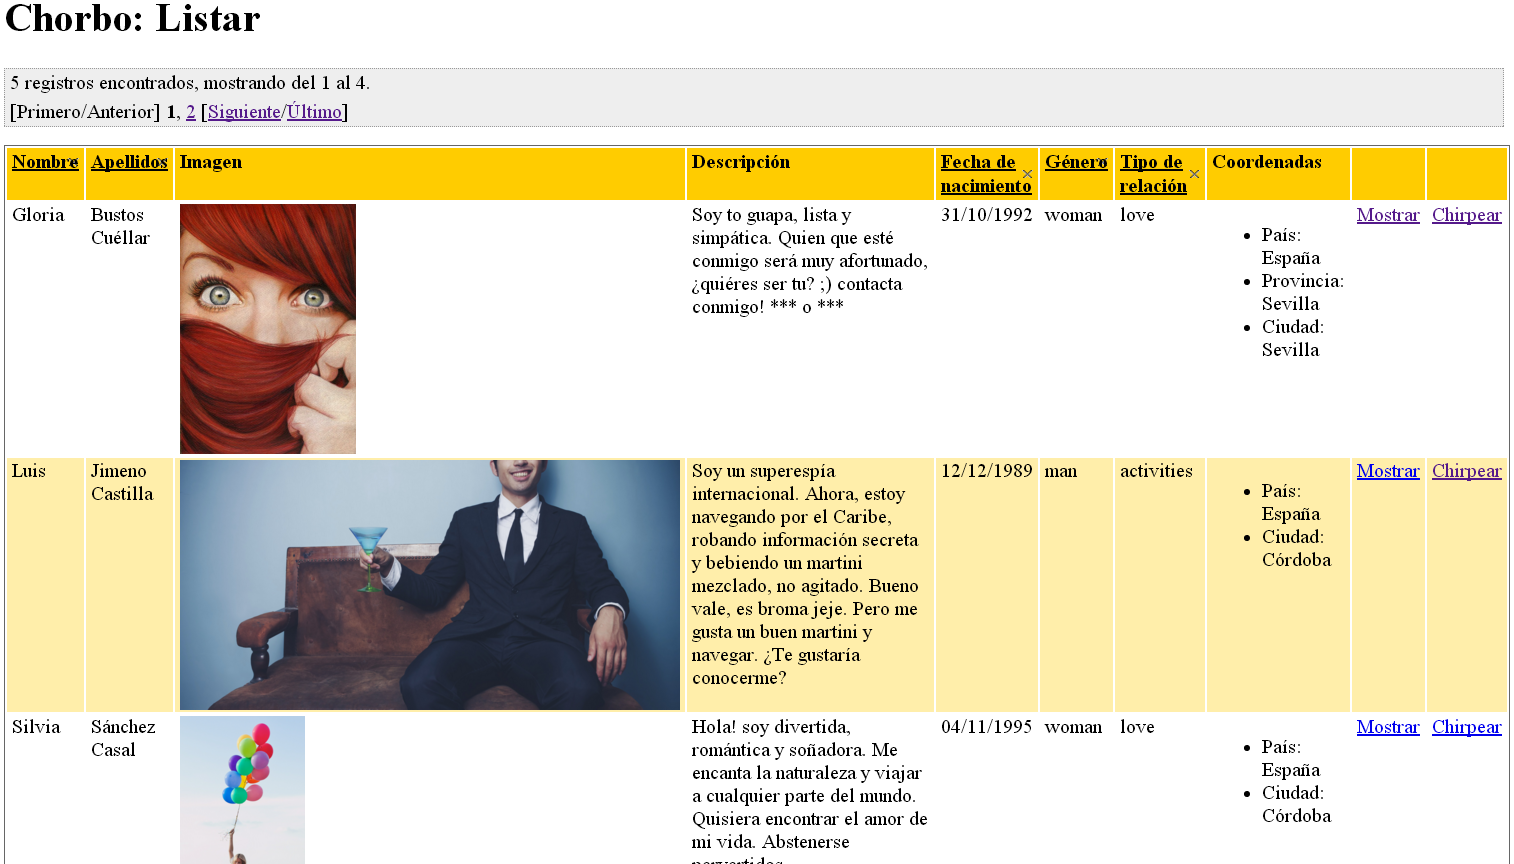 Chorbo: Listar
5 registros encontrados, mostrando del 1 al 4.
[Primero/Anterior] 1, 2 [Siguiente/Último]
Nombre Apellidos Imagen Descripción Fecha de nacimiento Género Tipo de relación Coordenadas
Gloria
Bustos
Cuéllar
Soy to guapa, lista y
simpática. Quien que esté
conmigo será muy afortunado,
¿quiéres ser tu? ;) contacta
conmigo! *** o ***
31/10/1992
woman
love
País:
España
Provincia:
Sevilla
Ciudad:
Sevilla
Mostrar
Chirpear
Luis
Jimeno
Castilla
Soy un superespía
internacional. Ahora, estoy
navegando por el Caribe,
robando información secreta
y bebiendo un martini
mezclado, no agitado. Bueno
vale, es broma jeje. Pero me
gusta un buen martini y
navegar. ¿Te gustaría
conocerme?
12/12/1989
man
activities
País:
España
Ciudad:
Córdoba
Mostrar
Chirpear
Silvia
Sánchez
Casal
Hola! soy divertida,
romántica y soñadora. Me
encanta la naturaleza y viajar
a cualquier parte del mundo.
Quisiera encontrar el amor de
mi vida. Abstenerse
04/11/1995
woman
love
País:
España
Ciudad:
Córdoba
Mostrar
Chirpear